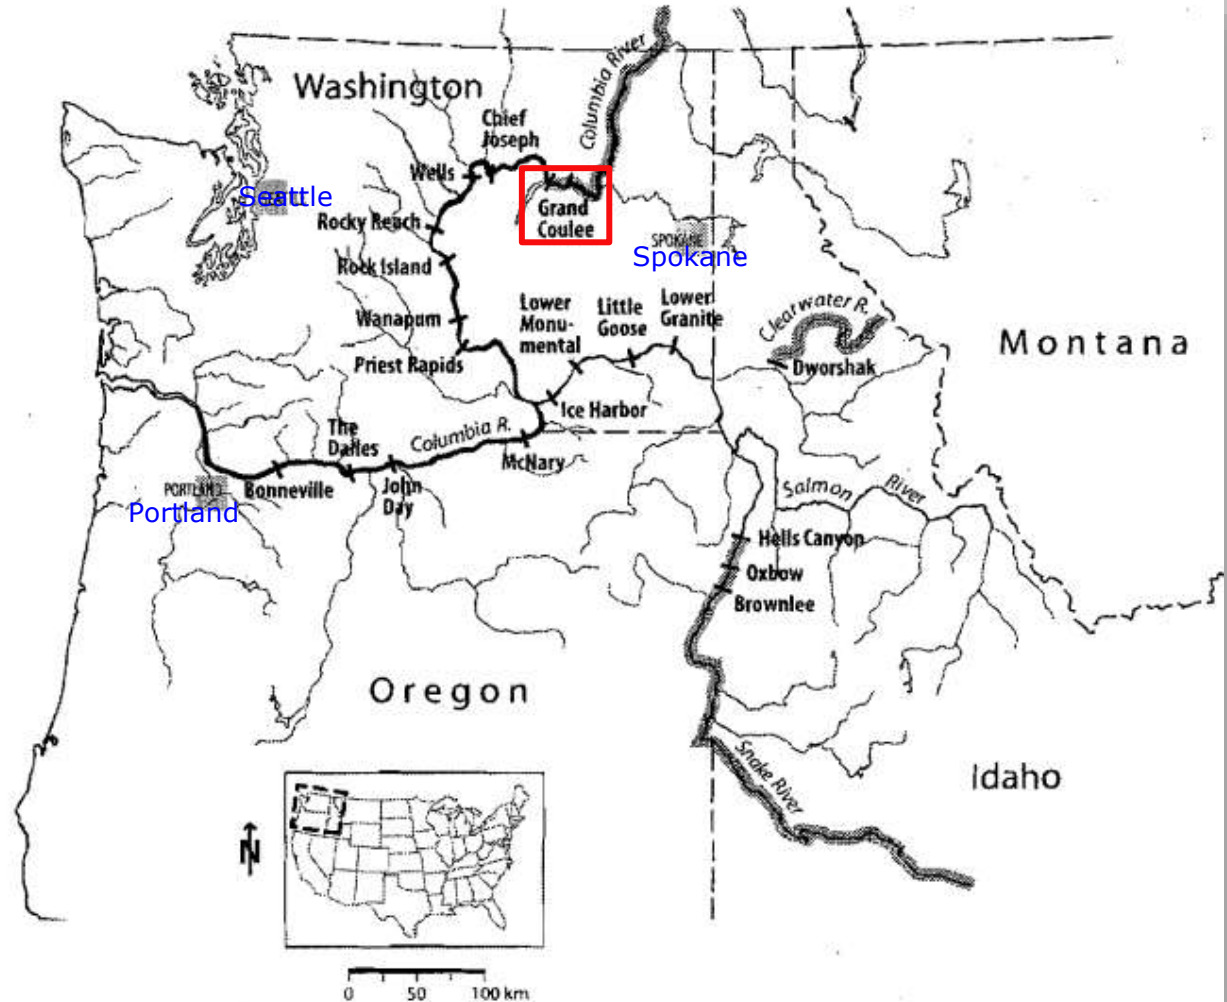 Washington
Columbia River
Chief
Joseph
Wells
Seattle
Grand
Coulee
Rocky Reach
SPOKANE
Spokane
Rock Island
Lower
Monu-
mental
Little
Goose
Lower
Granite
Clearwater R.
Wanapum
Montana
Priest Rapids
Dworshak
Ice Harbor
The
Dalles
Columbia R.
McNary
PORTLAND
Portland
Bonneville
John
Day
Salmon River
Hells Canyon
Oxbow
Brownlee
Oregon
Snake River
Idaho
N
0 50 100 km